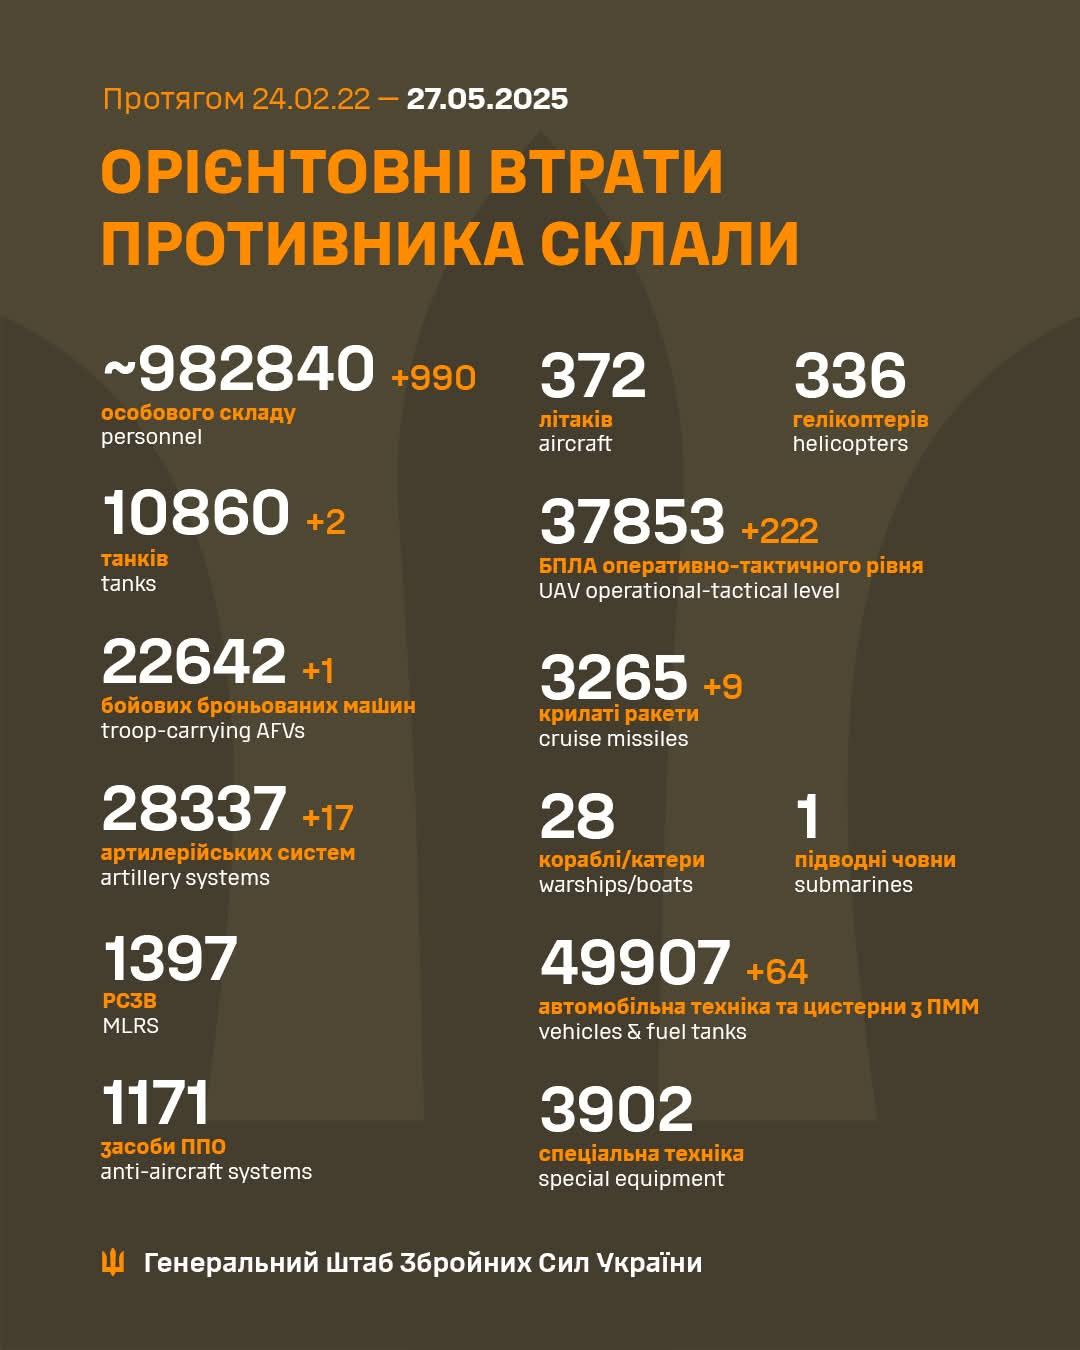 Протягом 24.02.22 — 27.05.2025
ОРІЄНТОВНІ ВТРАТИ
ПРОТИВНИКА СКЛАЛИ
~982840 +990
особового складу
personnel
10860 +2
танків
tanks
22642 +1
бойових броньованих машин
troop-carrying AFVs
28337 +17
артилерійських систем
artillery systems
1397
РСЗВ
MLRS
1171
засоби ППО
anti-aircraft systems
372
літаків
aircraft
336
гелікоптерів
helicopters
37853 +222
БПЛА оперативно-тактичного рівня
UAV operational-tactical level
3265 +9
крилаті ракети
cruise missiles
28
кораблі/катери
warships/boats
1
підводні човни
submarines
49907 +64
автомобільна техніка та цистерни з ПММ
vehicles & fuel tanks
3902
спеціальна техніка
special equipment
Генеральний штаб Збройних Сил України